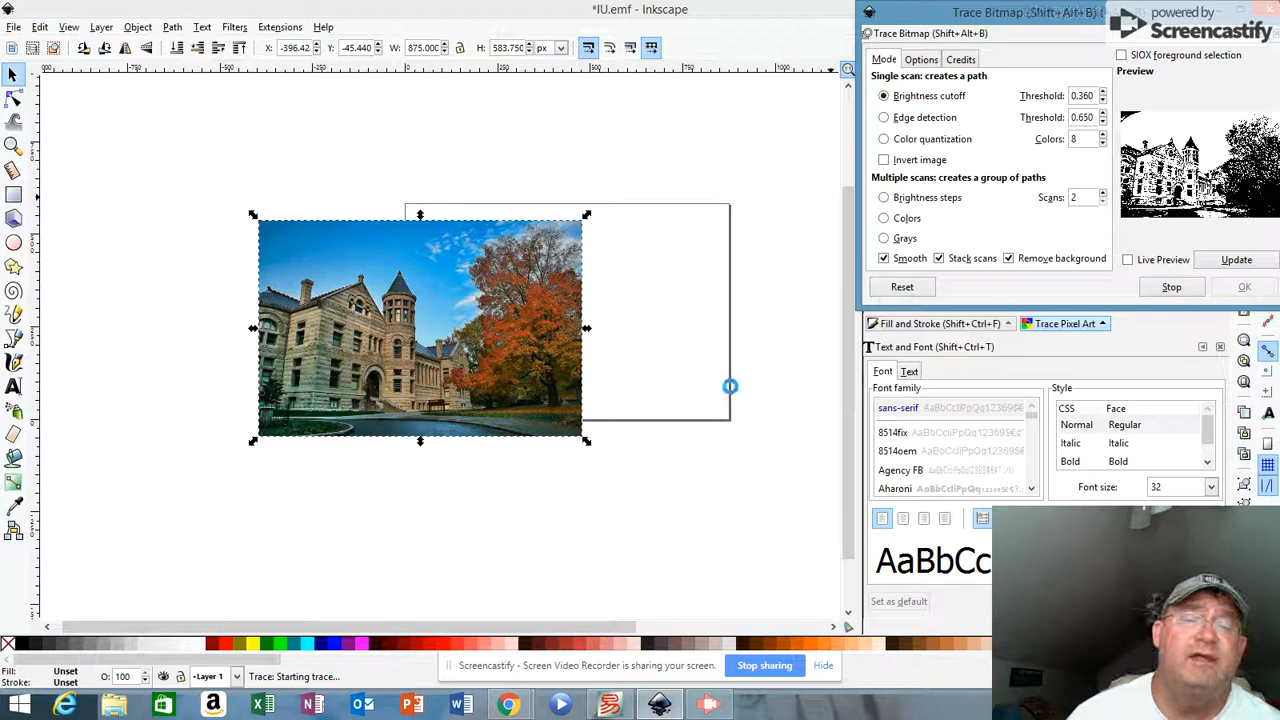 *IU.emf - Inkscape
Trace Bitmap (Shift+Alt+B)
powered by
Screencastify
File Edit View Layer Object Path Text Filters Extensions Help
Trace Bitmap (Shift+Alt+B)
X: -396.42 Y: -45.440 W: 875.000 H: 583.750 px
Mode Options Credits
SIOX foreground selection
Preview
Single scan: creates a path
Brightness cutoff Threshold: 0.360
Edge detection Threshold: 0.650
Color quantization Colors: 8
Invert image
Multiple scans: creates a group of paths
Brightness steps Scans: 2
Colors
Grays
Smooth Stack scans Remove background
Live Preview Update
Reset Stop OK
Fill and Stroke (Shift+Ctrl+F) Trace Pixel Art
Text and Font (Shift+Ctrl+T)
Font Text
Font family Style
sans-serif AaBbCcIiPpQq12369$€
CSS Face
8514fix AaBbCcIiPpQq12369$€¢
Normal Regular
8514oem AaBbCcIiPpQq12369$€
Italic Italic
Agency FB
Bold Bold
Aharoni
Font size: 32
AaBbCc
Set as default
Fill: Unset
Stroke: Unset
O: 100
Layer 1
Trace: Starting trace...
Screencastify - Screen Video Recorder is sharing your screen. Stop sharing Hide